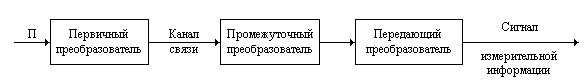 П
Первичный
преобразователь
Канал
связи
Промежуточный
преобразователь
Передающий
преобразователь
Сигнал
измерительной
информации